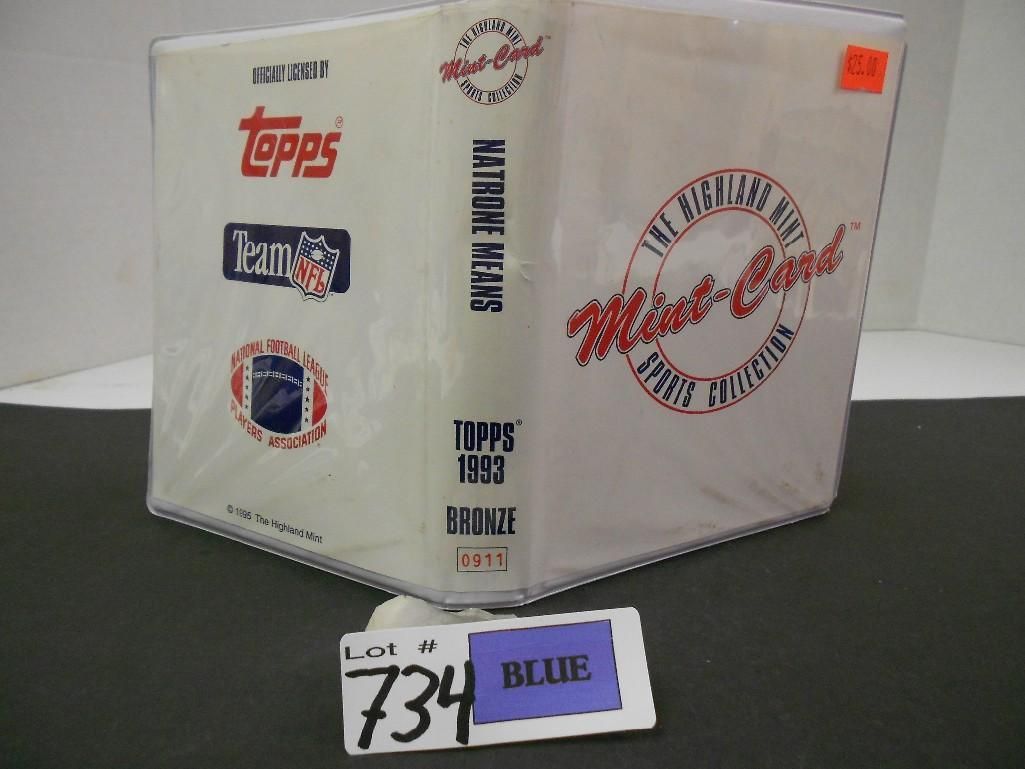 OFFICIALLY LICENSED BY
Topps®
Team NFL
NATIONAL FOOTBALL LEAGUE
PLAYERS ASSOCIATION
© 1995 The Highland Mint
THE HIGHLAND MINT
Mint-Card™
SPORTS COLLECTION
NATRONE MEANS
TOPPS®
1993
BRONZE
0911
$25.00
THE HIGHLAND MINT
Mint-Card™
SPORTS COLLECTION
Lot #
734
BLUE